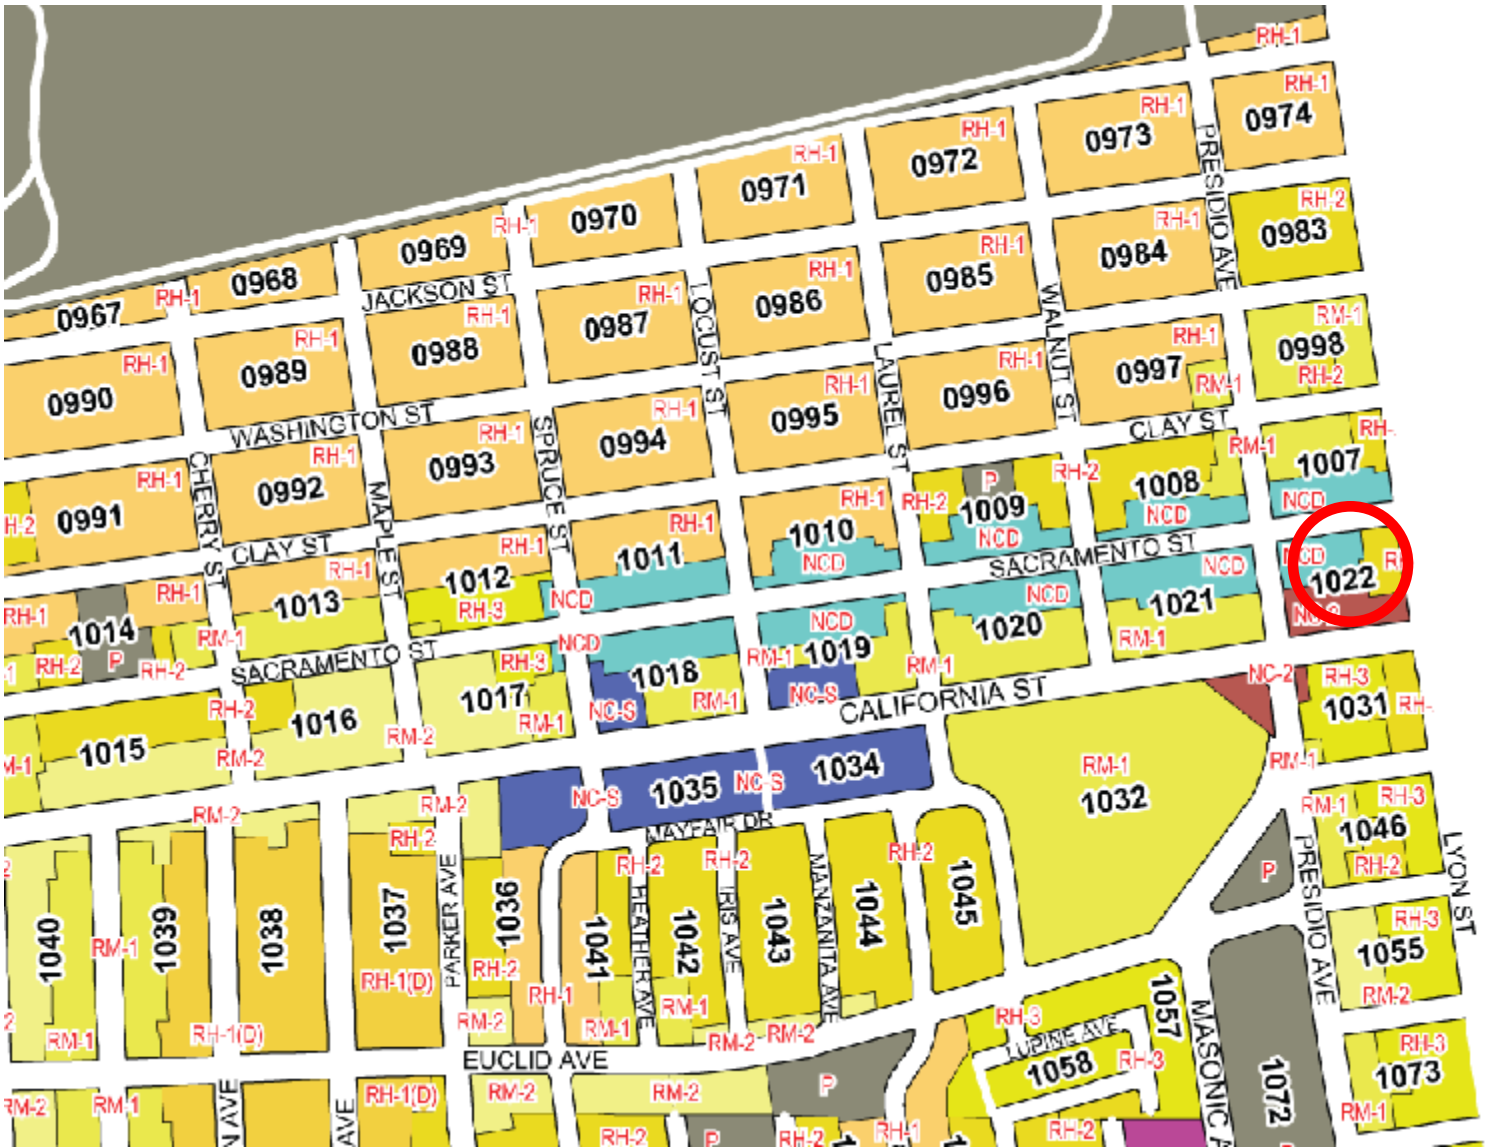 RH-1
RH-1
0974
RH-1
0973
RH-1
0972
RH-1
0971
PRESIDIO AVE
RH-2
0983
RH-1
0984
RH-1
0985
RH-1
0986
RH-1
0970
RH-1
0969
0968
RH-1
0967
JACKSON ST
RH-1
0987
RH-1
0988
RH-1
0989
RH-1
0990
LOCUST ST
LAUREL ST
WALNUT ST
RM-1
0998
RH-2
RH-1
0997
RM-1
RH-1
0996
RH-1
0995
RH-1
0994
RH-1
0993
RH-1
0992
RH-1
0991
H-2
WASHINGTON ST
CLAY ST
CHERRY ST
MAPLE ST
SPRUCE ST
CLAY ST
RH-
1007
NCD
RM-1
1008
NCD
RH-2
P
1009
NCD
RH-2
RH-1
1010
NCD
RH-1
1011
NCD
RH-1
1012
RH-3
RH-1
1013
RM-1
RH-1
RH-1
1014
P
RH-2
RH-2
-1
SACRAMENTO ST
SACRAMENTO ST
1022
NCD
1021
RM-1
NCD
1020
RM-1
NCD
1019
RM-1
NC-S
NCD
1018
RM-1
NC-S
RH-3
1017
RM-1
RH-2
1016
RM-2
1015
RM-2
M-1
CALIFORNIA ST
NC-2
RH-3
1031
RH-
RM-1
RM-1
1032
1034
NC-S
1035
NC-S
MAYFAIR DR
RM-2
RM-2
RH-2
RH-2
RH-2
RH-2
RM-1
RH-3
1046
RH-2
P
PRESIDIO AVE
LYON ST
2
1040
RM-1
RM-1
1039
RH-1(D)
1038
1037
RH-1(D)
PARKER AVE
1036
RH-2
RM-2
RH-1
1041
RM-1
HEATHER AVE
1042
RM-1
IRIS AVE
1043
RM-2
RM-2
MANZANITA AVE
1044
1045
RH-3
1055
RM-2
2
EUCLID AVE
RH-3
LUPINE AVE
1057
1058
RH-3
MASONIC A
1072
RH-3
1073
RM-1
RM-2
RM-1
N AVE
AVE
RH-1(D)
RM-2
RM-2
P
RH-2
P
RH-2
RH-1
RH-2